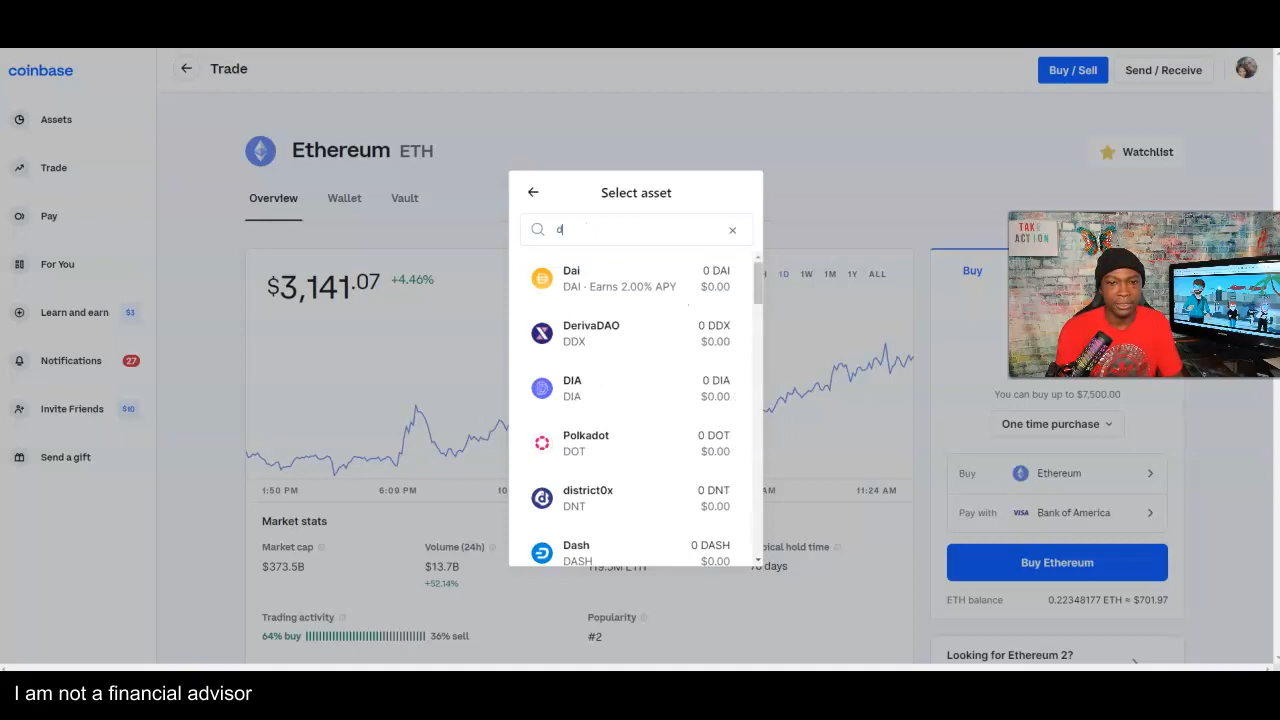 coinbase
Trade
Buy / Sell
Send / Receive
Assets
Trade
Pay
For You
Learn and earn $3
Notifications 27
Invite Friends $10
Send a gift
Ethereum ETH
Watchlist
Overview Wallet Vault
$3,141.07 +4.46%
1D 1W 1M 1Y ALL
1:50 PM 6:09 PM 10 AM 11:24 AM
Market stats
Market cap
$373.5B
Volume (24h)
$13.7B
+52.14%
hold time
days
Trading activity
64% buy 36% sell
Popularity
#2
Select asset
d
Dai 0 DAI
DAI · Earns 2.00% APY $0.00
DerivaDAO 0 DDX
DDX $0.00
DIA 0 DIA
DIA $0.00
Polkadot 0 DOT
DOT $0.00
district0x 0 DNT
DNT $0.00
Dash 0 DASH
DASH $0.00
TAKE
ACTION
Buy
You can buy up to $7,500.00
One time purchase
Buy Ethereum
Pay with VISA Bank of America
Buy Ethereum
ETH balance 0.22348177 ETH ≈ $701.97
Looking for Ethereum 2?
I am not a financial advisor